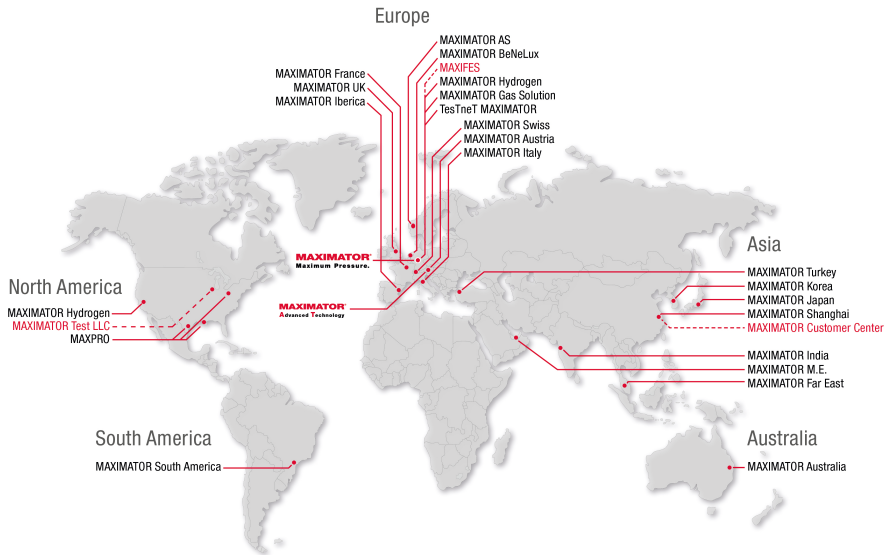 Europe
MAXIMATOR AS
MAXIMATOR BeNeLux
MAXIFES
MAXIMATOR Hydrogen
MAXIMATOR Gas Solution
TesTneT MAXIMATOR
MAXIMATOR France
MAXIMATOR UK
MAXIMATOR Iberica
MAXIMATOR Swiss
MAXIMATOR Austria
MAXIMATOR Italy
MAXIMATOR®
Maximum Pressure.
MAXIMATOR®
Advanced Technology
North America
MAXIMATOR Hydrogen
MAXIMATOR Test LLC
MAXPRO
Asia
MAXIMATOR Turkey
MAXIMATOR Korea
MAXIMATOR Japan
MAXIMATOR Shanghai
MAXIMATOR Customer Center
MAXIMATOR India
MAXIMATOR M.E.
MAXIMATOR Far East
South America
MAXIMATOR South America
Australia
MAXIMATOR Australia